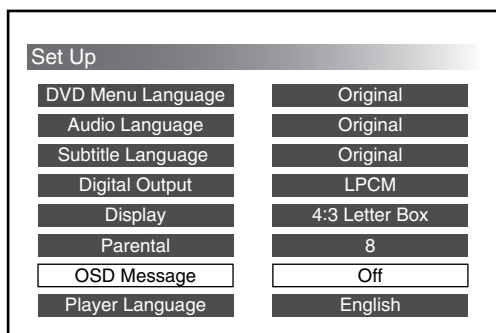 Set Up
DVD Menu Language Original
Audio Language Original
Subtitle Language Original
Digital Output LPCM
Display 4:3 Letter Box
Parental 8
OSD Message Off
Player Language English